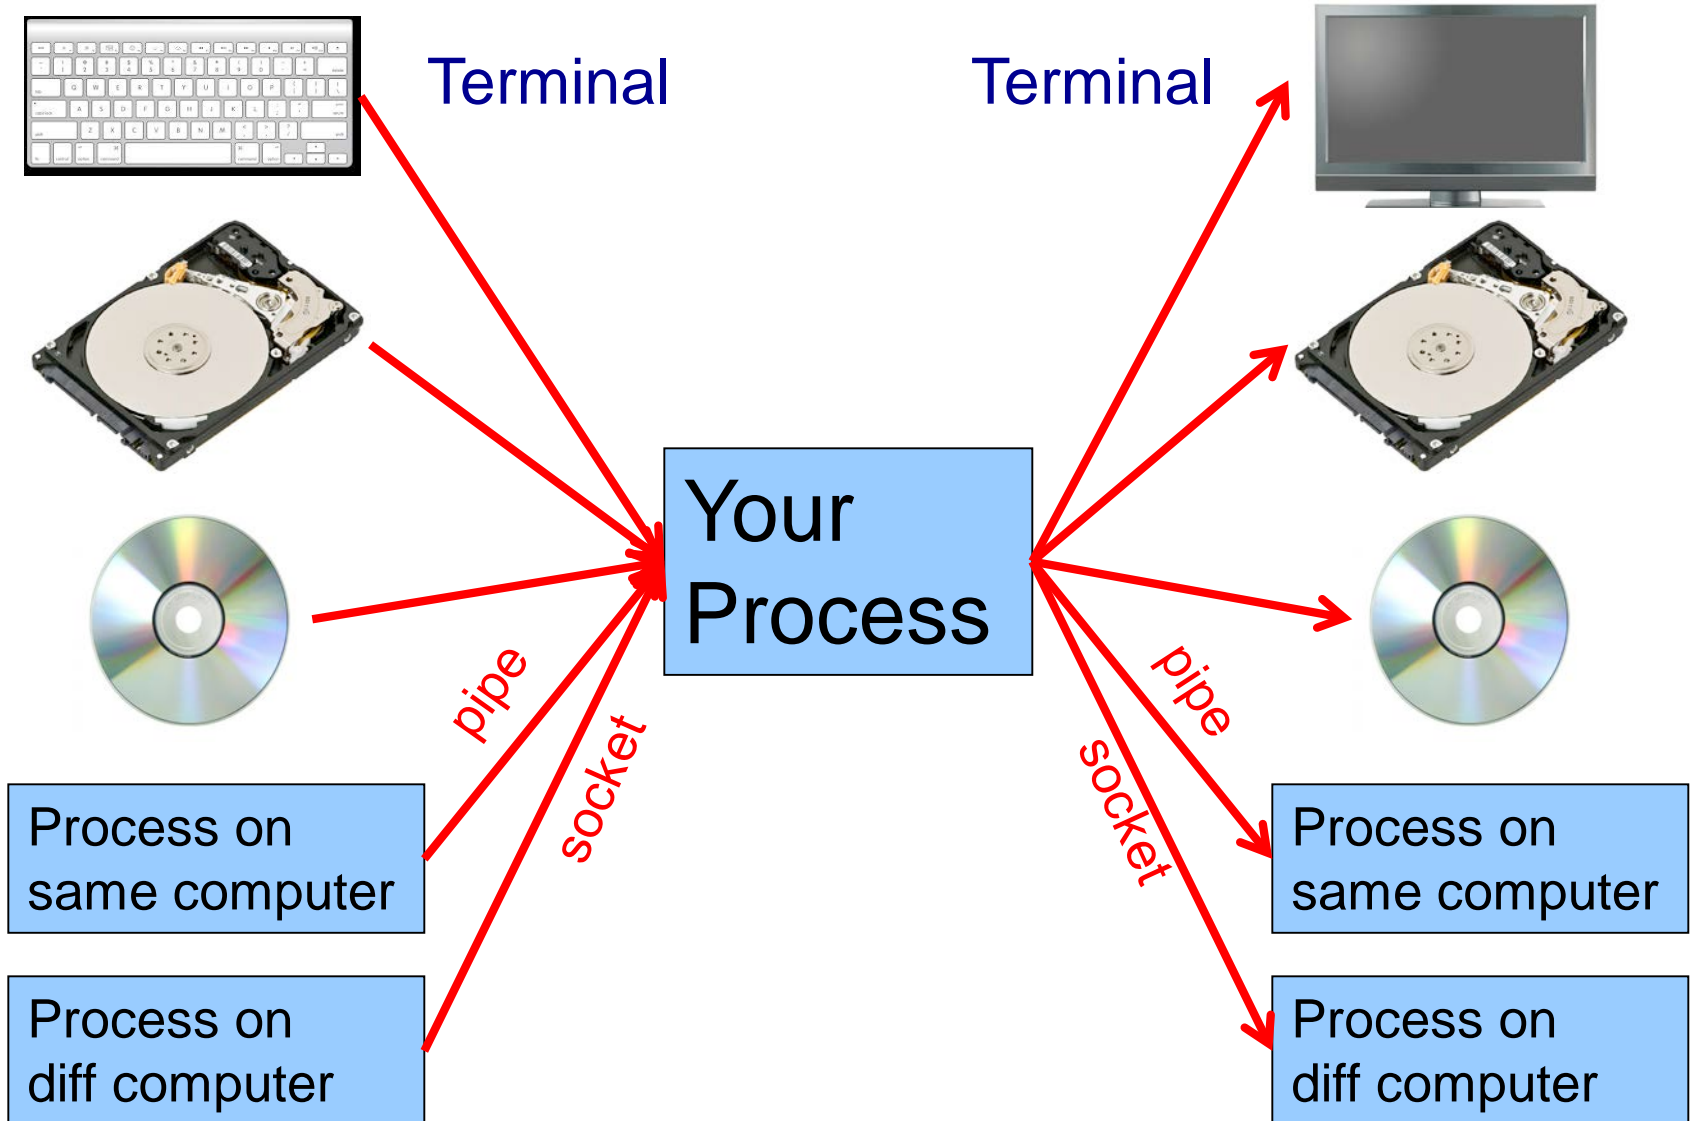 Terminal
Terminal
Your
Process
pipe
socket
pipe
socket
Process on
same computer
Process on
same computer
Process on
diff computer
Process on
diff computer